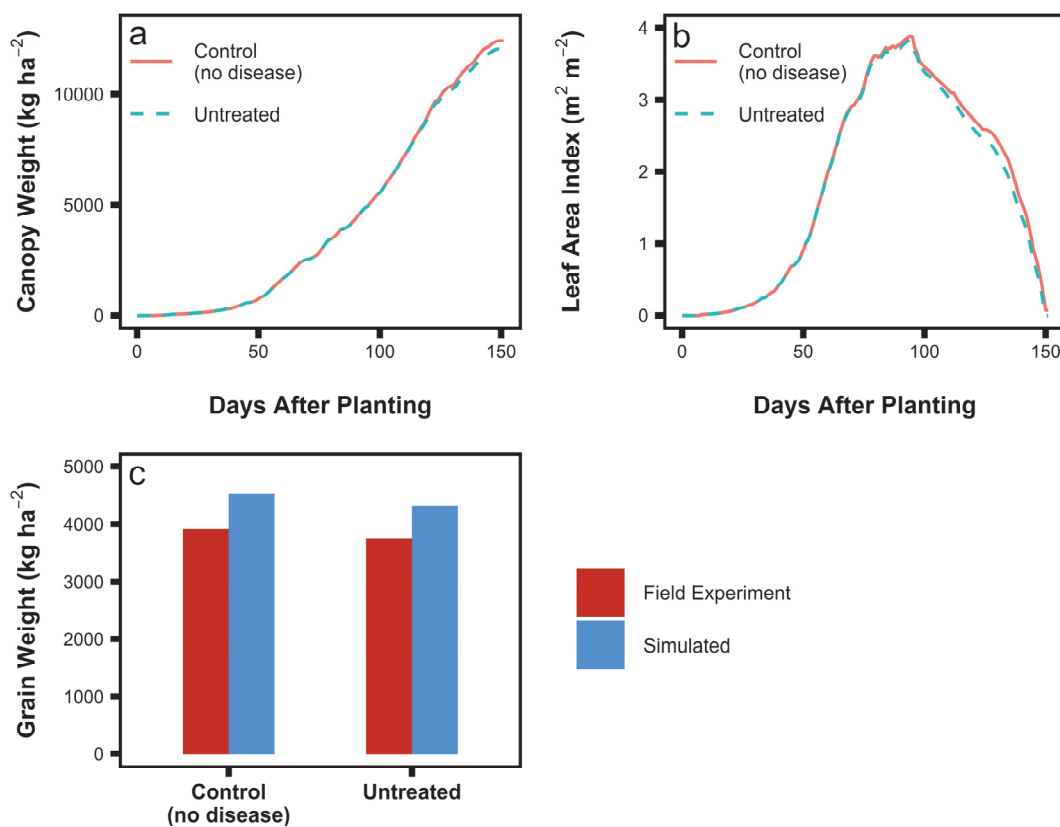 a
Control
(no disease)
Untreated
Canopy Weight (kg ha⁻²)
10000
5000
0
0 50 100 150
Days After Planting
b
Control
(no disease)
Untreated
Leaf Area Index (m² m⁻²)
4
3
2
1
0
0 50 100 150
Days After Planting
c
Grain Weight (kg ha⁻²)
5000
4000
3000
2000
1000
0
Control
(no disease)
Untreated
Field Experiment
Simulated